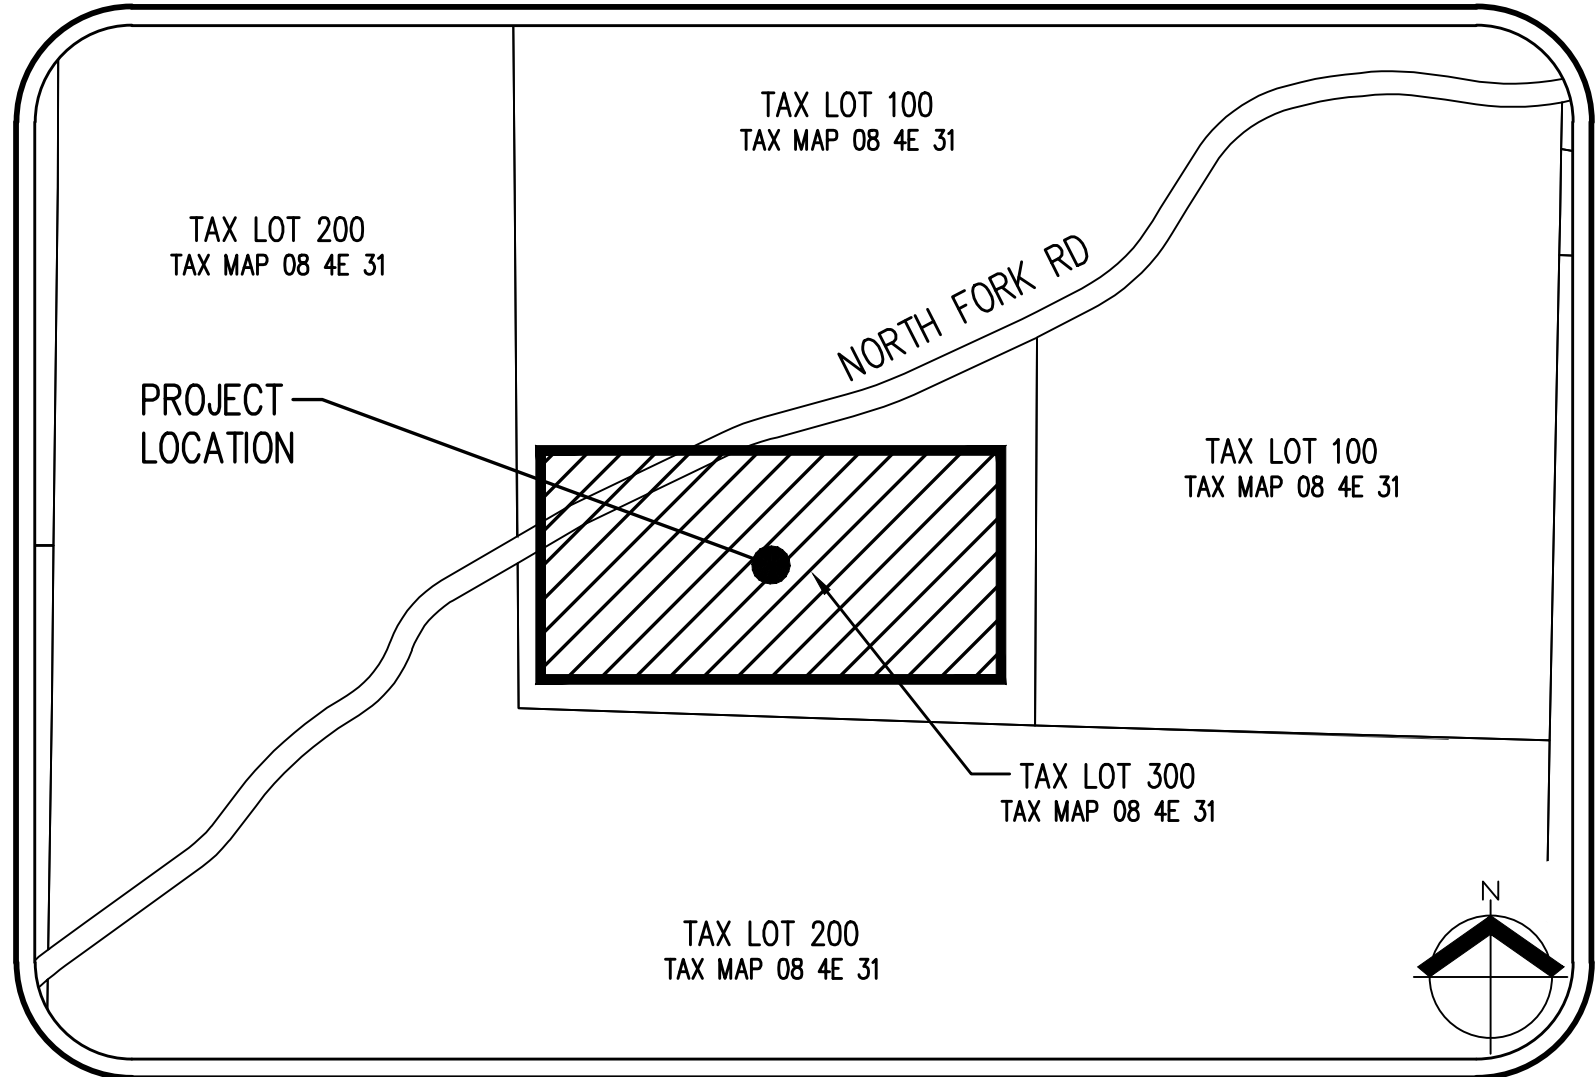 TAX LOT 100
TAX MAP 08 4E 31
TAX LOT 200
TAX MAP 08 4E 31
NORTH FORK RD
PROJECT
LOCATION
TAX LOT 100
TAX MAP 08 4E 31
TAX LOT 300
TAX MAP 08 4E 31
N
TAX LOT 200
TAX MAP 08 4E 31